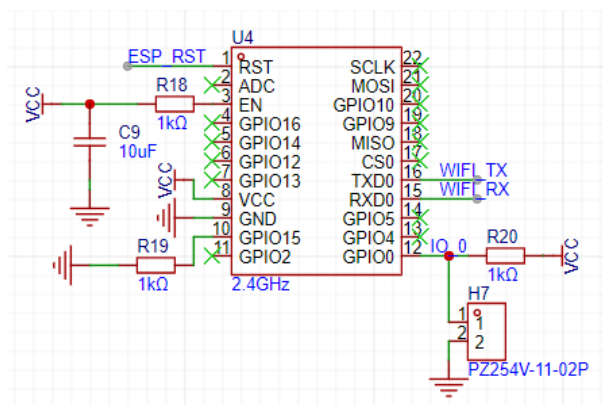 U4
ESP_RST
1 RST
2 ADC
3 EN
4 GPIO16
5 GPIO14
6 GPIO12
7 GPIO13
8 VCC
9 GND
10 GPIO15
11 GPIO2
SCLK 22
MOSI 21
GPIO10 20
GPIO9 19
MISO 18
CS0 17
TXD0 16 WIFI_TX
RXD0 15 WIFI_RX
GPIO5 14
GPIO4 13
GPIO0 12 IO_0
2.4GHz
VCC
R18
1kΩ
C9
10uF
VCC
R19
1kΩ
R20
1kΩ
VCC
H7
1 1
2 2
PZ254V-11-02P